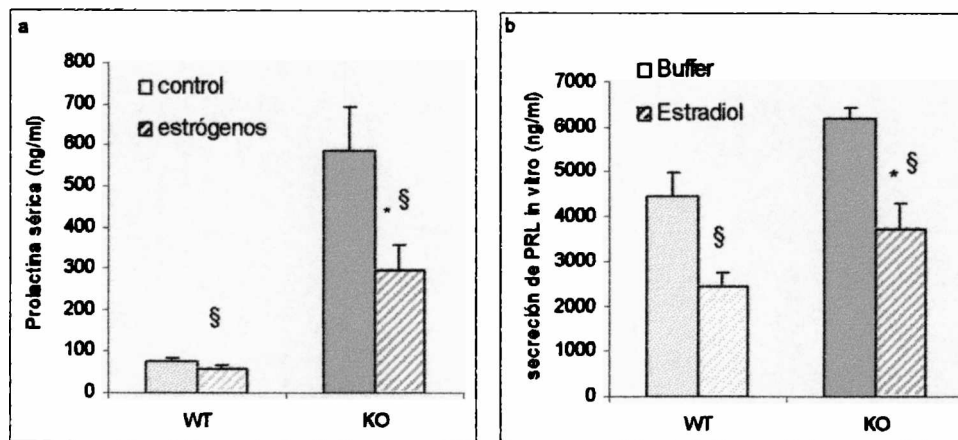 a
800
700
600
500
400
300
200
100
0
Prolactina sérica (ng/ml)
control
estrógenos
§
* §
WT
KO
b
7000
6000
5000
4000
3000
2000
1000
0
secreción de PRL in vitro (ng/ml)
Buffer
Estradiol
§
* §
WT
KO